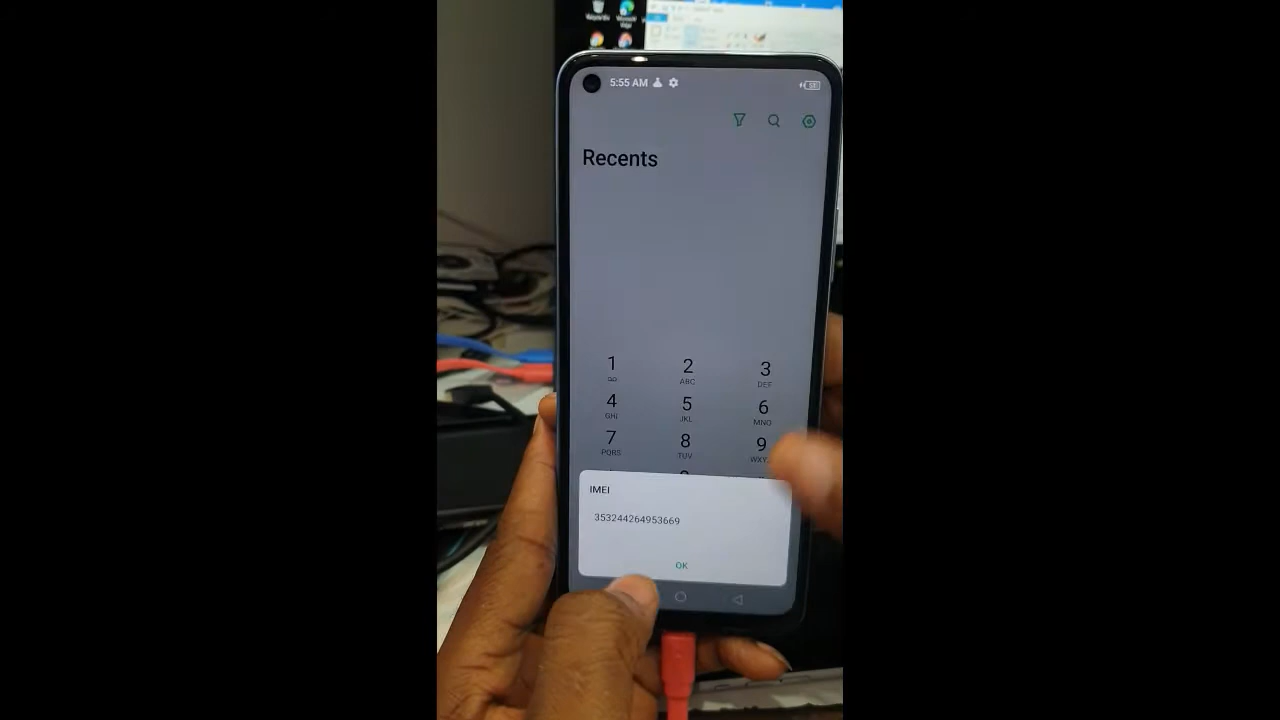 5:55 AM
Recents
1
2
ABC
3
DEF
4
GHI
5
JKL
6
MNO
7
PQRS
8
TUV
9
IMEI
353244264953669
OK